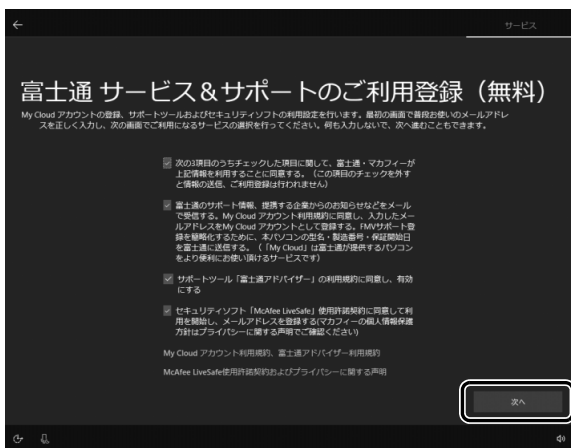 サービス
富士通 サービス＆サポートのご利用登録（無料）
My Cloud アカウントの登録、サポートツールおよびセキュリティソフトの利用設定を行います。最初の画面で普段お使いのメールアドレ
スを正しく入力し、次の画面でご利用になるサービスの選択を行ってください。何も入力しないで、次へ進むこともできます。
次の3項目のうちチェックした項目に関して、富士通・マカフィーが
上記情報を利用することに同意する。（この項目のチェックを外す
と情報の送信、ご利用登録は行われません）
富士通のサポート情報、提携する企業からのお知らせなどをメール
で受信する。My Cloud アカウント利用規約に同意し、入力したメー
ルアドレスをMy Cloud アカウントとして登録する。FMVサポート登
録を簡略化するために、本パソコンの型名・製造番号・保証開始日
を富士通に送信する。（「My Cloud」は富士通が提供するパソコン
をより便利にお使い頂けるサービスです）
サポートツール「富士通アドバイザー」の利用規約に同意し、有効
にする
セキュリティソフト「McAfee LiveSafe」使用許諾契約に同意して利
用を開始し、メールアドレスを登録する(マカフィーの個人情報保護
方針はプライバシーに関する声明でご確認ください)
My Cloud アカウント利用規約、富士通アドバイザー利用規約
McAfee LiveSafe使用許諾契約およびプライバシーに関する声明
次へ